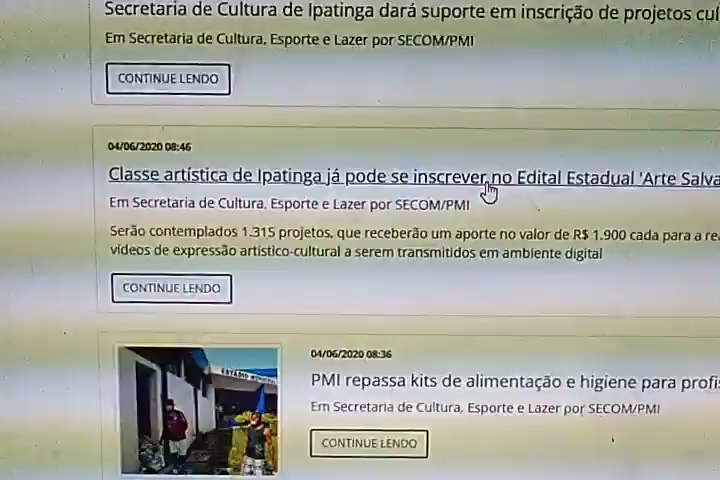 Secretaria de Cultura de Ipatinga dará suporte em inscrição de projetos cul
Em Secretaria de Cultura, Esporte e Lazer por SECOM/PMI
CONTINUE LENDO
04/06/2020 08:46
Classe artística de Ipatinga já pode se inscrever no Edital Estadual 'Arte Salva
Em Secretaria de Cultura, Esporte e Lazer por SECOM/PMI
Serão contemplados 1.315 projetos, que receberão um aporte no valor de R$ 1.900 cada para a rea
vídeos de expressão artístico-cultural a serem transmitidos em ambiente digital
CONTINUE LENDO
04/06/2020 08:36
PMI repassa kits de alimentação e higiene para profis
Em Secretaria de Cultura, Esporte e Lazer por SECOM/PMI
CONTINUE LENDO
ESTÁDIO